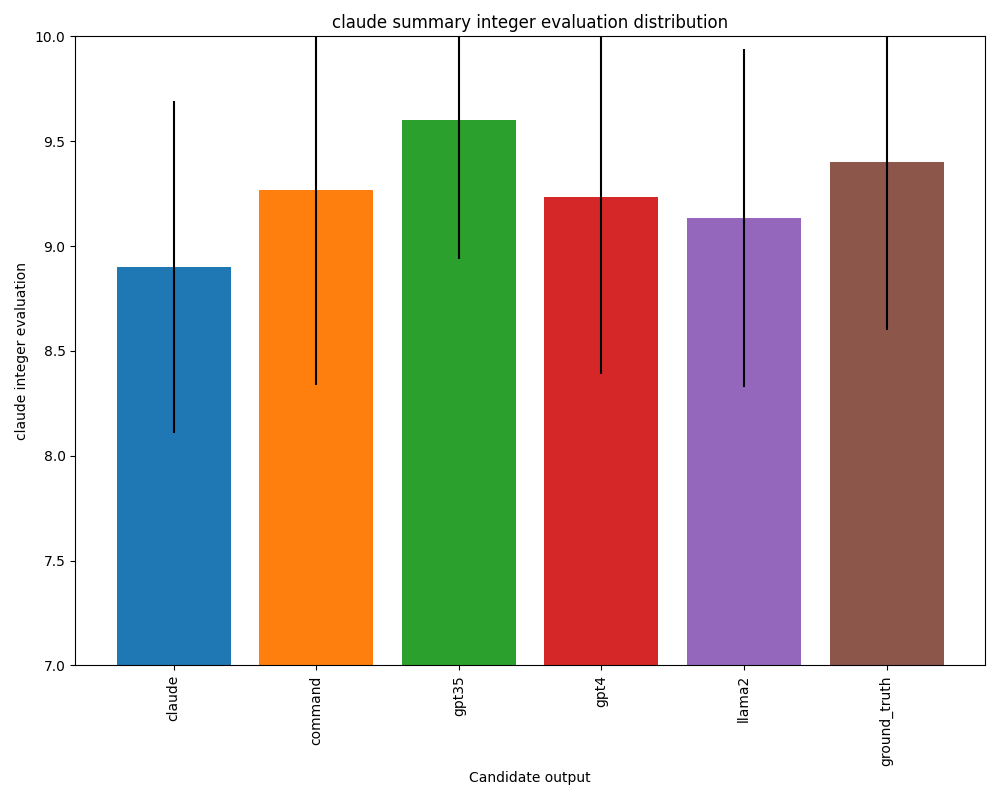 claude summary integer evaluation distribution
10.0
9.5
9.0
8.5
8.0
7.5
7.0
claude integer evaluation
claude
command
gpt35
gpt4
llama2
ground_truth
Candidate output